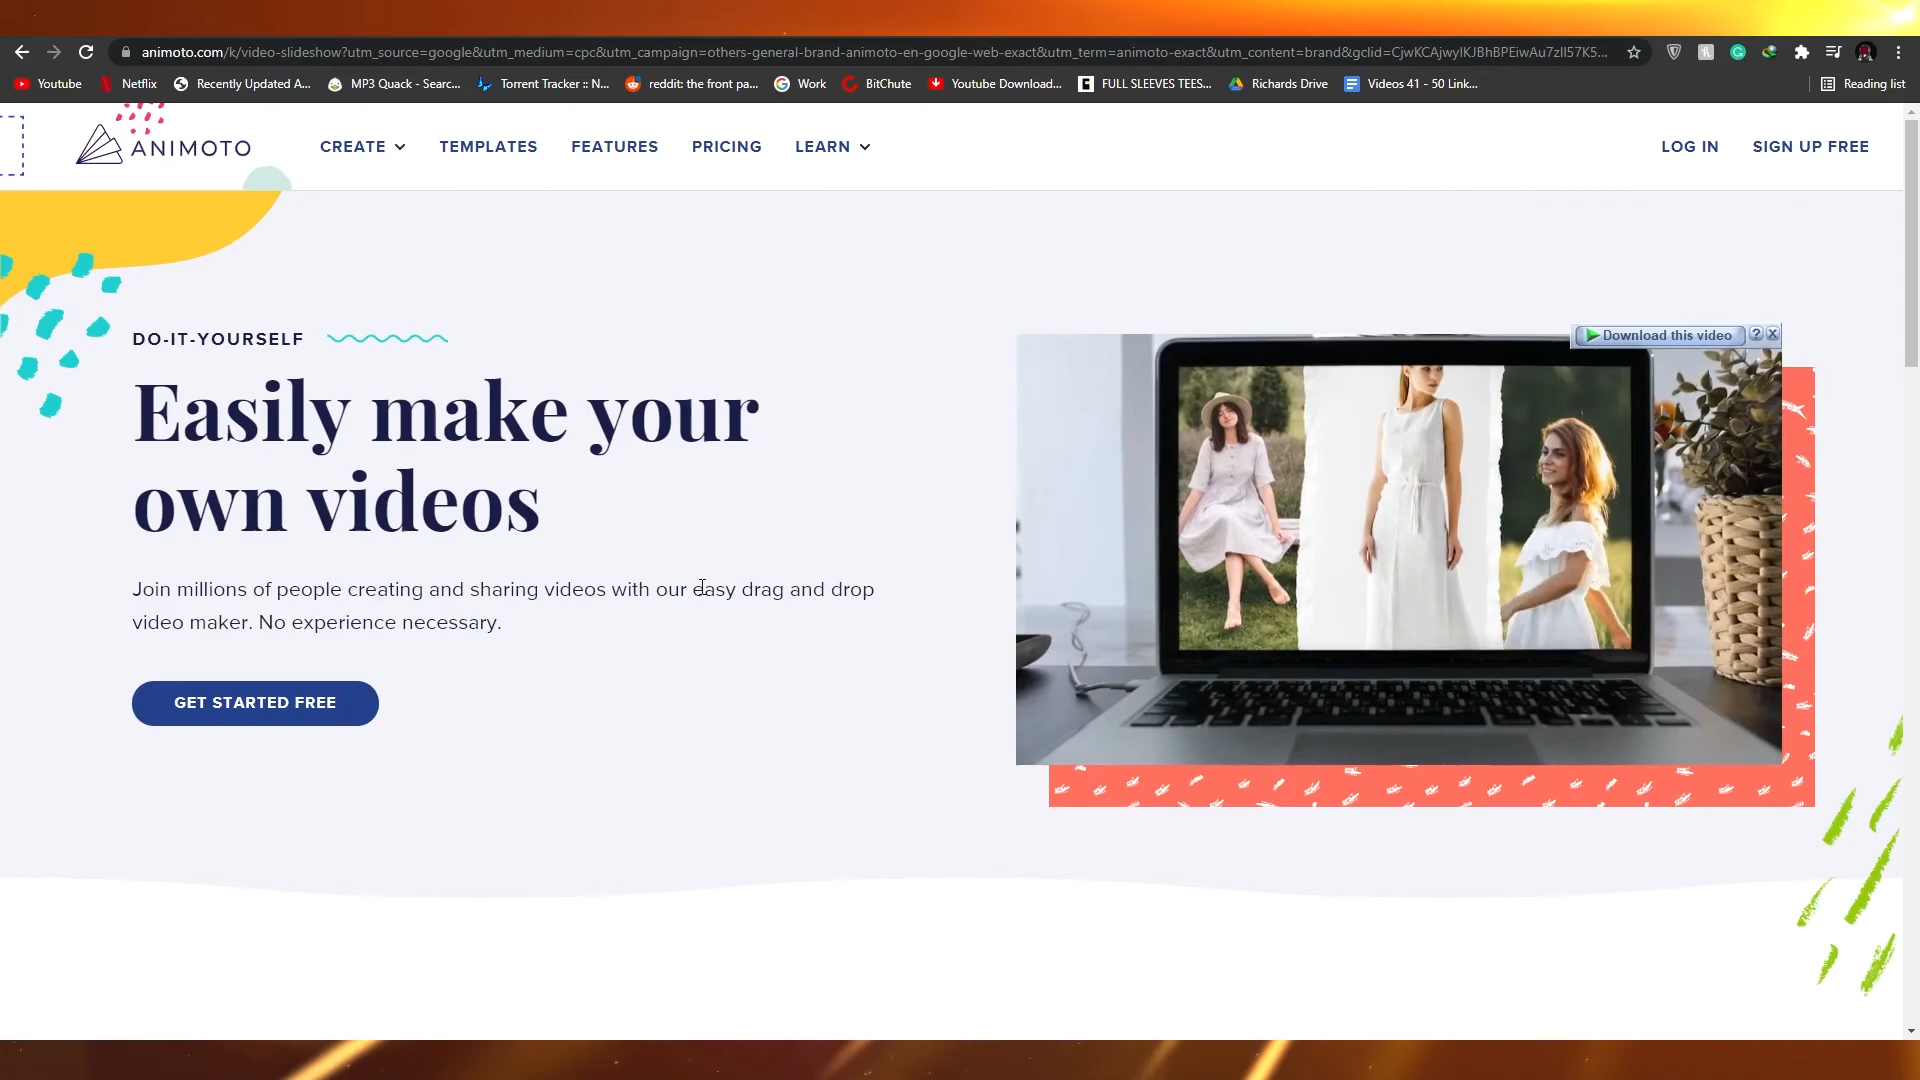 animoto.com/k/video-slideshow?utm_source=google&utm_medium=cpc&utm_campaign=others-general-brand-animoto-en-google-web-exact&utm_term=animoto-exact&utm_content=brand&gclid=CjwKCAjwylKJBhBPEiwAu7zll57K5...
Youtube Netflix Recently Updated A... MP3 Quack - Searc... Torrent Tracker :: N... reddit: the front pa... Work BitChute Youtube Download... FULL SLEEVES TEES... Richards Drive Videos 41 - 50 Link... Reading list
ANIMOTO CREATE TEMPLATES FEATURES PRICING LEARN LOG IN SIGN UP FREE
DO-IT-YOURSELF
Download this video
Easily make your
own videos
Join millions of people creating and sharing videos with our easy drag and drop
video maker. No experience necessary.
GET STARTED FREE